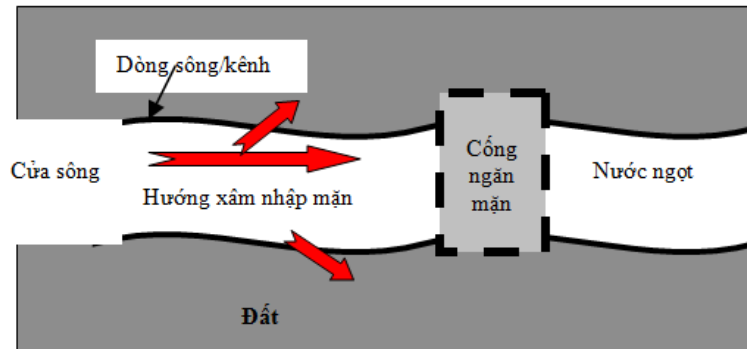 Dòng sông/kênh
Cửa sông
Hướng xâm nhập mặn
Cống
ngăn
mặn
Nước ngọt
Đất